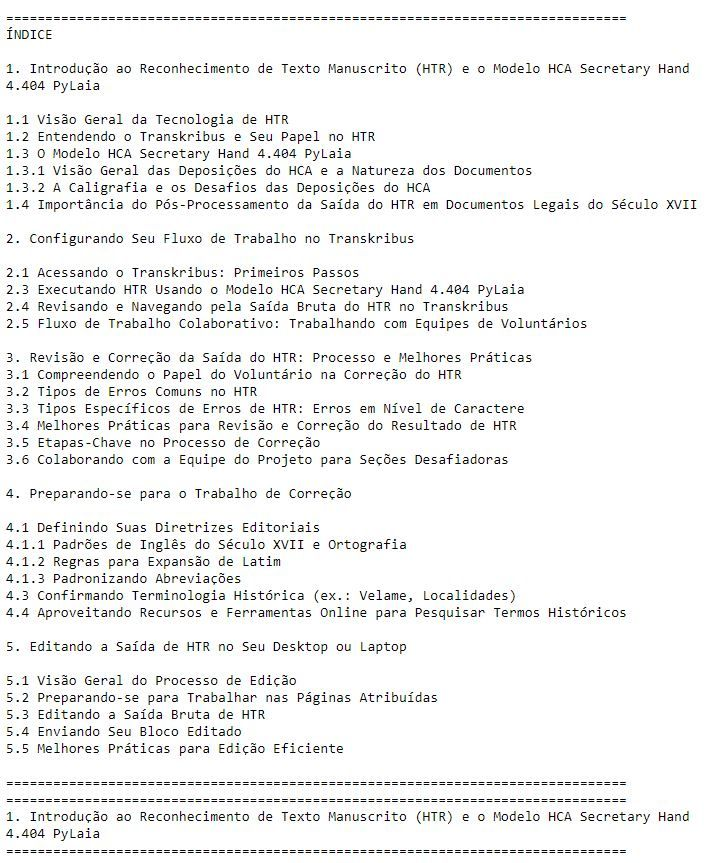 ===============================================================================
ÍNDICE
1. Introdução ao Reconhecimento de Texto Manuscrito (HTR) e o Modelo HCA Secretary Hand
4.404 PyLaia
1.1 Visão Geral da Tecnologia de HTR
1.2 Entendendo o Transkribus e Seu Papel no HTR
1.3 O Modelo HCA Secretary Hand 4.404 PyLaia
1.3.1 Visão Geral das Deposições do HCA e a Natureza dos Documentos
1.3.2 A Caligrafia e os Desafios das Deposições do HCA
1.4 Importância do Pós-Processamento da Saída do HTR em Documentos Legais do Século XVII
2. Configurando Seu Fluxo de Trabalho no Transkribus
2.1 Acessando o Transkribus: Primeiros Passos
2.3 Executando HTR Usando o Modelo HCA Secretary Hand 4.404 PyLaia
2.4 Revisando e Navegando pela Saída Bruta do HTR no Transkribus
2.5 Fluxo de Trabalho Colaborativo: Trabalhando com Equipes de Voluntários
3. Revisão e Correção da Saída do HTR: Processo e Melhores Práticas
3.1 Compreendendo o Papel do Voluntário na Correção do HTR
3.2 Tipos de Erros Comuns no HTR
3.3 Tipos Específicos de Erros de HTR: Erros em Nível de Caractere
3.4 Melhores Práticas para Revisão e Correção do Resultado de HTR
3.5 Etapas-Chave no Processo de Correção
3.6 Colaborando com a Equipe do Projeto para Seções Desafiadoras
4. Preparando-se para o Trabalho de Correção
4.1 Definindo Suas Diretrizes Editoriais
4.1.1 Padrões de Inglês do Século XVII e Ortografia
4.1.2 Regras para Expansão de Latim
4.1.3 Padronizando Abreviações
4.3 Confirmando Terminologia Histórica (ex.: Velame, Localidades)
4.4 Aproveitando Recursos e Ferramentas Online para Pesquisar Termos Históricos
5. Editando a Saída de HTR no Seu Desktop ou Laptop
5.1 Visão Geral do Processo de Edição
5.2 Preparando-se para Trabalhar nas Páginas Atribuídas
5.3 Editando a Saída Bruta de HTR
5.4 Enviando Seu Bloco Editado
5.5 Melhores Práticas para Edição Eficiente
===============================================================================
===============================================================================
1. Introdução ao Reconhecimento de Texto Manuscrito (HTR) e o Modelo HCA Secretary Hand
4.404 PyLaia
===============================================================================